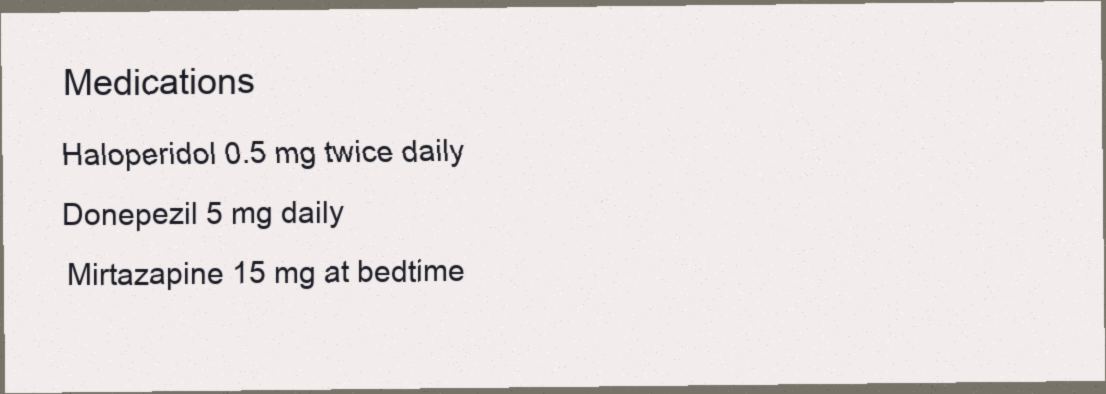 Medications
Haloperidol 0.5 mg twice daily
Donepezil 5 mg daily
Mirtazapine 15 mg at bedtime